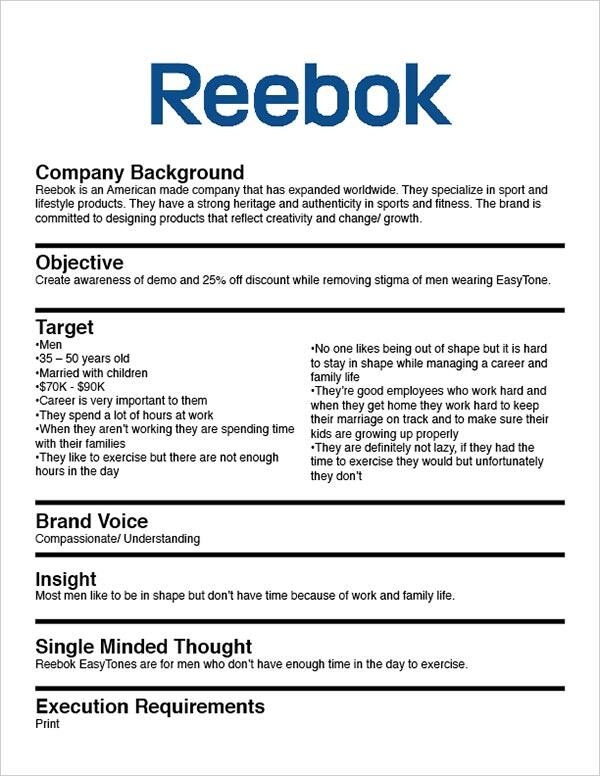 Reebok
Company Background
Reebok is an American made company that has expanded worldwide. They specialize in sport and
lifestyle products. They have a strong heritage and authenticity in sports and fitness. The brand is
committed to designing products that reflect creativity and change/ growth.
Objective
Create awareness of demo and 25% off discount while removing stigma of men wearing EasyTone.
Target
•Men
•35 – 50 years old
•Married with children
•$70K - $90K
•Career is very important to them
•They spend a lot of hours at work
•When they aren't working they are spending time
with their families
•They like to exercise but there are not enough
hours in the day
•No one likes being out of shape but it is hard
to stay in shape while managing a career and
family life
•They're good employees who work hard and
when they get home they work hard to keep
their marriage on track and to make sure their
kids are growing up properly
•They are definitely not lazy, if they had the
time to exercise they would but unfortunately
they don't
Brand Voice
Compassionate/ Understanding
Insight
Most men like to be in shape but don't have time because of work and family life.
Single Minded Thought
Reebok EasyTones are for men who don't have enough time in the day to exercise.
Execution Requirements
Print